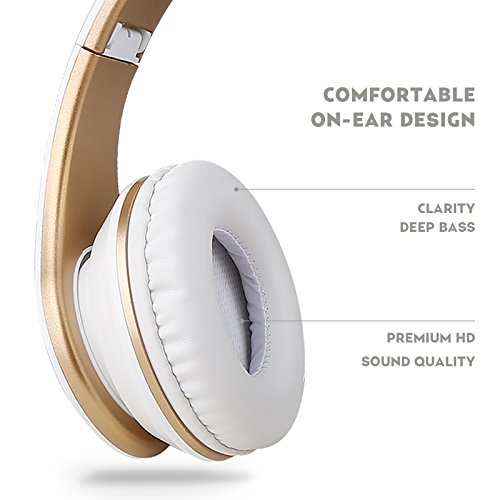 COMFORTABLE
ON-EAR DESIGN
CLARITY
DEEP BASS
PREMIUM HD
SOUND QUALITY